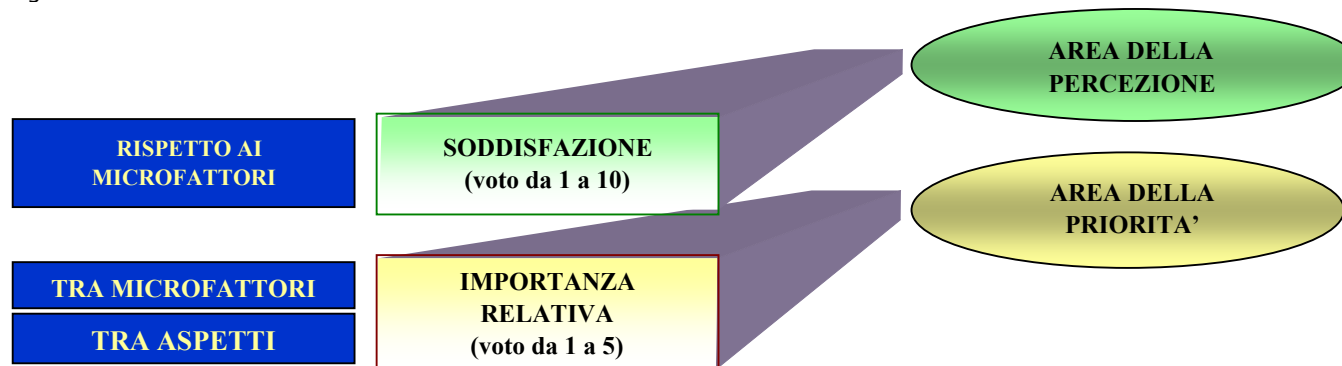 AREA DELLA
PERCEZIONE
RISPETTO AI
MICROFATTORI
SODDISFAZIONE
(voto da 1 a 10)
AREA DELLA
PRIORITA’
TRA MICROFATTORI
TRA ASPETTI
IMPORTANZA
RELATIVA
(voto da 1 a 5)